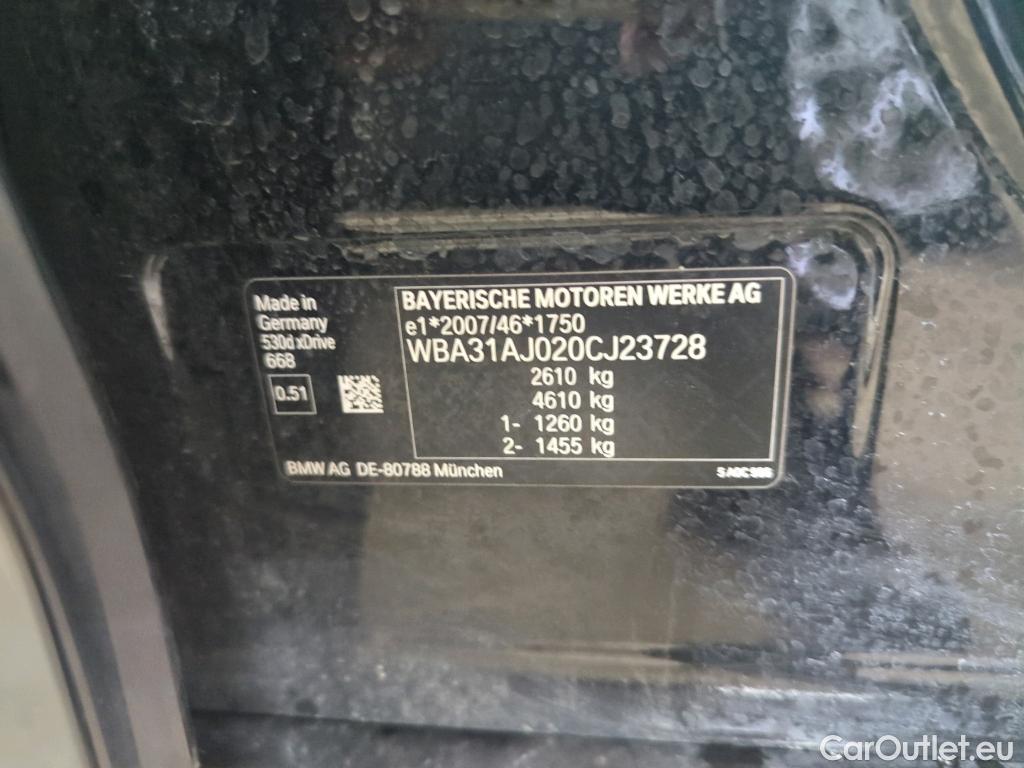 Made in
Germany
530d xDrive
668
0.51
BAYERISCHE MOTOREN WERKE AG
e1*2007/46*1750
WBA31AJ020CJ23728
2610 kg
4610 kg
1- 1260 kg
2- 1455 kg
BMW AG DE-80788 München
CarOutlet.eu